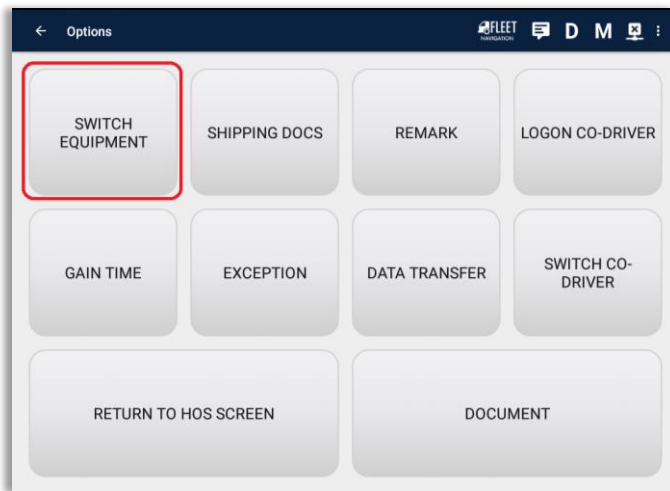 Options
FLEET
NAVIGATION
D
M
SWITCH
EQUIPMENT
SHIPPING DOCS
REMARK
LOGON CO-DRIVER
GAIN TIME
EXCEPTION
DATA TRANSFER
SWITCH CO-
DRIVER
RETURN TO HOS SCREEN
DOCUMENT